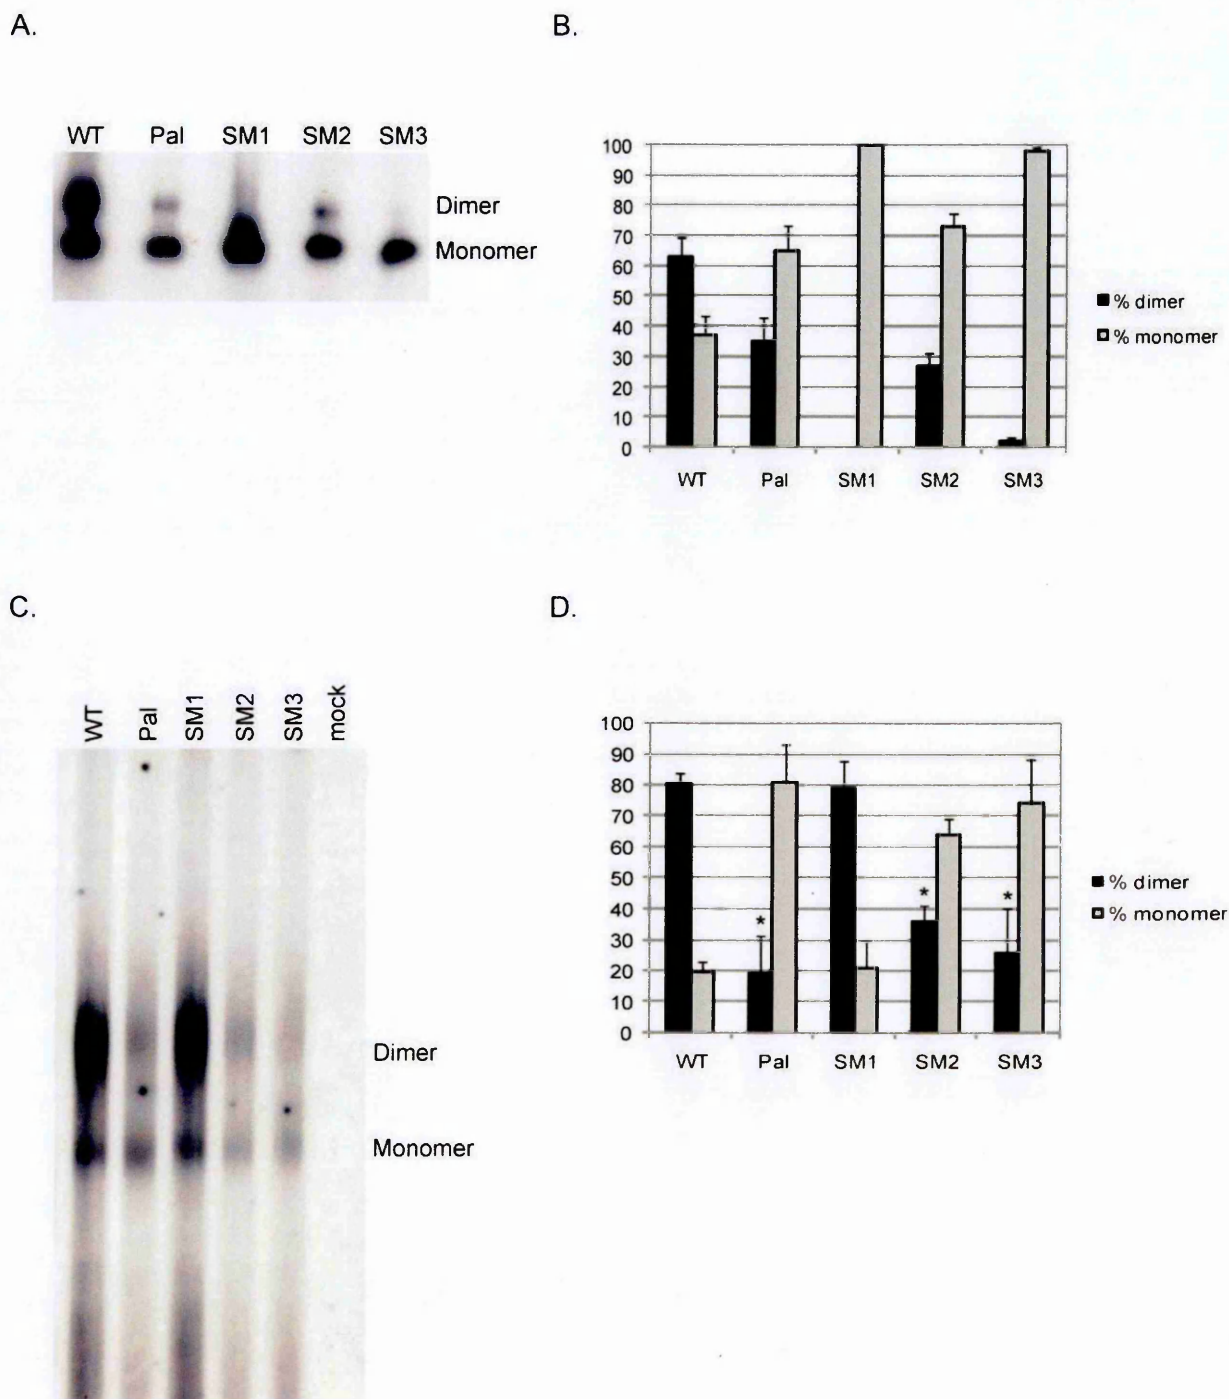 A.
WT Pal SM1 SM2 SM3
Dimer
Monomer
B.
100
90
80
70
60
50
40
30
20
10
0
WT Pal SM1 SM2 SM3
% dimer
% monomer
C.
WT Pal SM1 SM2 SM3 mock
Dimer
Monomer
D.
100
90
80
70
60
50
40
30
20
10
0
* * *
WT Pal SM1 SM2 SM3
% dimer
% monomer